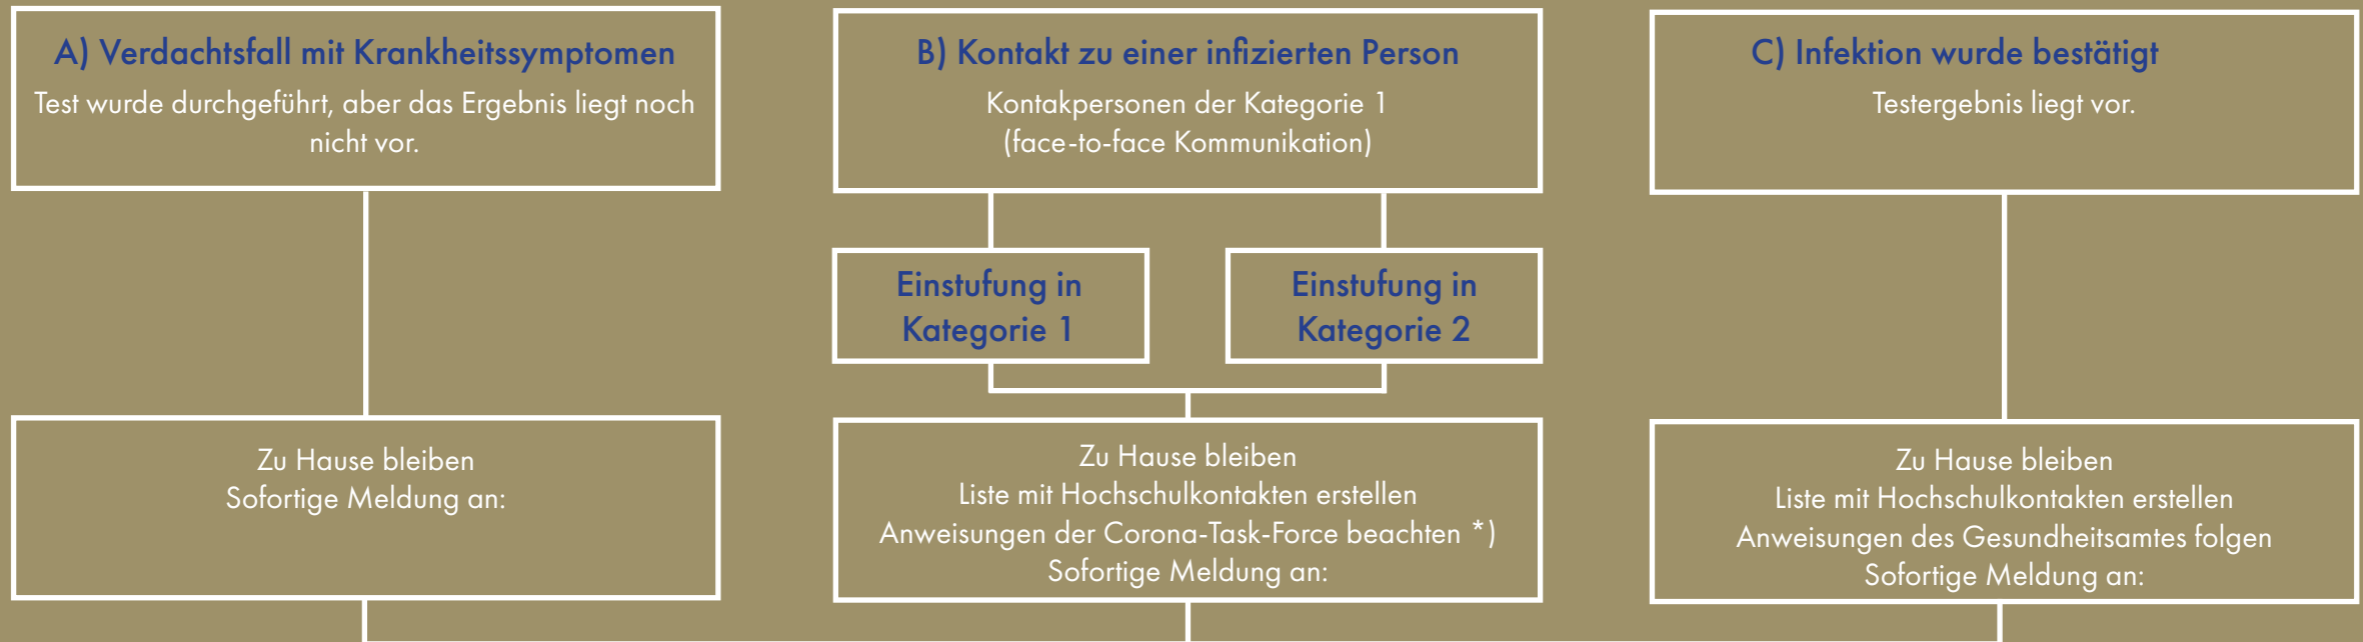 A) Verdachtsfall mit Krankheitssymptomen
Test wurde durchgeführt, aber das Ergebnis liegt noch
nicht vor.
B) Kontakt zu einer infizierten Person
Kontakpersonen der Kategorie 1
(face-to-face Kommunikation)
C) Infektion wurde bestätigt
Testergebnis liegt vor.
Einstufung in
Kategorie 1
Einstufung in
Kategorie 2
Zu Hause bleiben
Sofortige Meldung an:
Zu Hause bleiben
Liste mit Hochschulkontakten erstellen
Anweisungen der Corona-Task-Force beachten *)
Sofortige Meldung an:
Zu Hause bleiben
Liste mit Hochschulkontakten erstellen
Anweisungen des Gesundheitsamtes folgen
Sofortige Meldung an: